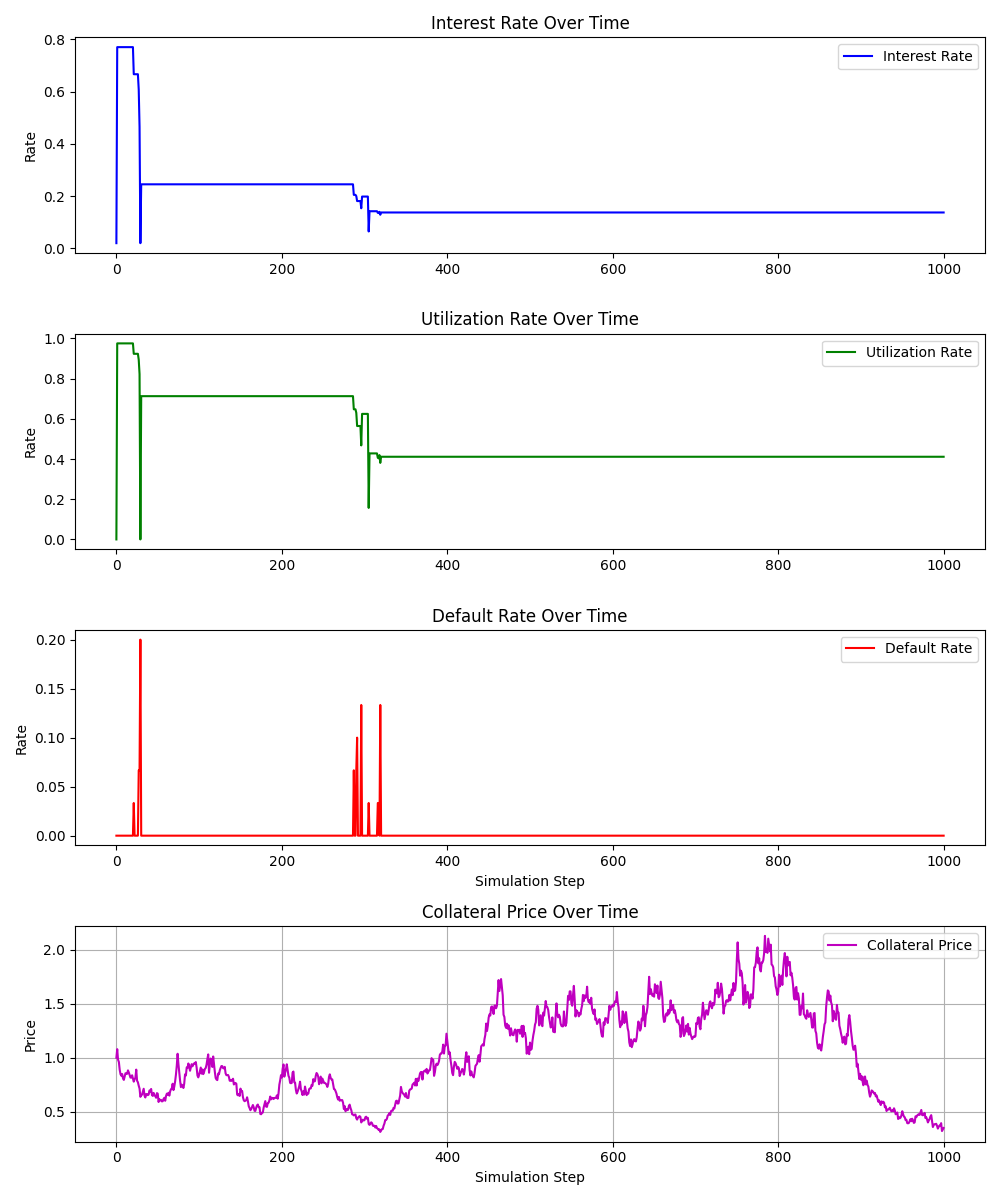 Interest Rate Over Time
0.8
0.6
0.4
0.2
0.0
Rate
Interest Rate
0 200 400 600 800 1000
Utilization Rate Over Time
1.0
0.8
0.6
0.4
0.2
0.0
Rate
Utilization Rate
0 200 400 600 800 1000
Default Rate Over Time
0.20
0.15
0.10
0.05
0.00
Rate
Default Rate
0 200 400 600 800 1000
Simulation Step
Collateral Price Over Time
2.0
1.5
1.0
0.5
Price
Collateral Price
0 200 400 600 800 1000
Simulation Step